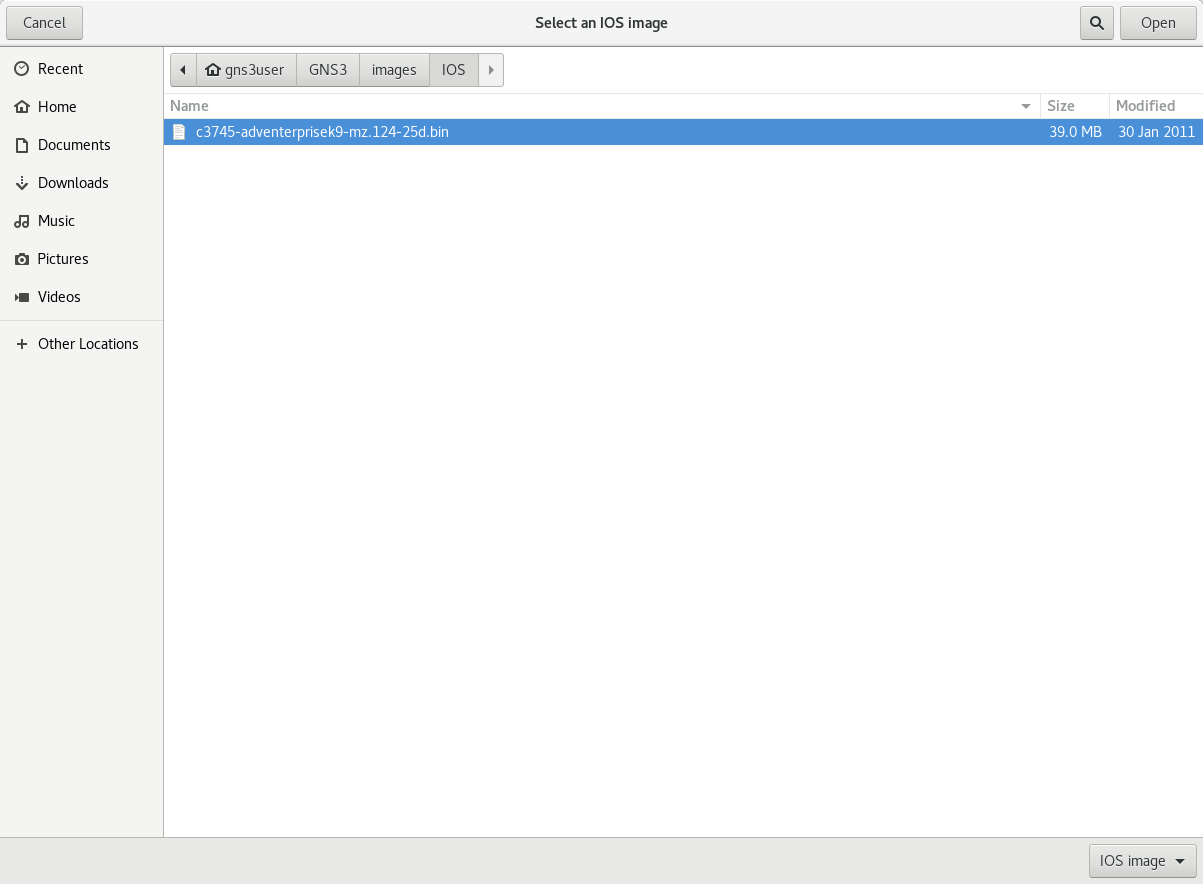 Cancel Select an IOS image Open
Recent
Home
Documents
Downloads
Music
Pictures
Videos
Other Locations
gns3user GNS3 images IOS
Name Size Modified
c3745-adventerprisek9-mz.124-25d.bin 39.0 MB 30 Jan 2011
IOS image